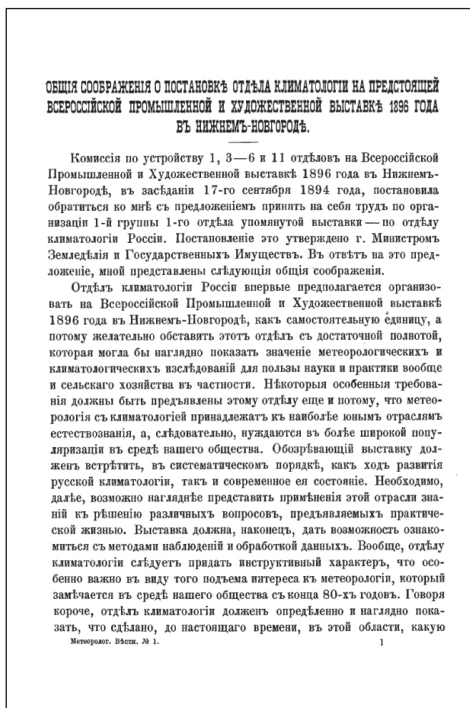 ОБЩІЯ СООБРАЖЕНІЯ О ПОСТАНОВКѢ ОТДѢЛА КЛИМАТОЛОГІИ НА ПРЕДСТОЯЩЕЙ
ВСЕРОССІЙСКОЙ ПРОМЫШЛЕННОЙ И ХУДОЖЕСТВЕННОЙ ВЫСТАВКѢ 1896 ГОДА
ВЪ НИЖНЕМЪ-НОВГОРОДѢ.
Комиссія по устройству 1, 3—6 и 11 отдѣловъ на Всероссійской
Промышленной и Художественной выставкѣ 1896 года въ Нижнемъ-
Новгородѣ, въ засѣданіи 17-го сентября 1894 года, постановила
обратиться ко мнѣ съ предложеніемъ принять на себя трудъ по орга-
низаціи 1-й группы 1-го отдѣла упомянутой выставки — по отдѣлу
климатологіи Россіи. Постановленіе это утверждено г. Министромъ
Земледѣлія и Государственныхъ Имуществъ. Въ отвѣтъ на это пред-
ложеніе, мной представлены слѣдующія общія соображенія.
Отдѣлъ климатологіи Россіи впервые предполагается организо-
вать на Всероссійской Промышленной и Художественной выставкѣ
1896 года въ Нижнемъ-Новгородѣ, какъ самостоятельную единицу, а
потому желательно обставить этотъ отдѣлъ съ достаточной полнотой,
которая могла бы наглядно показать значеніе метеорологическихъ и
климатологическихъ изслѣдованій для пользы науки и практики вообще
и сельскаго хозяйства въ частности. Нѣкоторыя особенныя требова-
нія должны быть предъявлены этому отдѣлу еще и потому, что метео-
рологія съ климатологіей принадлежатъ къ наиболѣе юнымъ отраслямъ
естествознанія, а, слѣдовательно, нуждаются въ болѣе широкой попу-
ляризаціи въ средѣ нашего общества. Обозрѣвающій выставку дол-
женъ встрѣтить, въ систематическомъ порядкѣ, какъ ходъ развитія
русской климатологіи, такъ и современное ея состояніе. Необходимо,
далѣе, возможно нагляднѣе представить примѣненія этой отрасли зна-
ній къ рѣшенію различныхъ вопросовъ, предъявляемыхъ практиче-
ской жизнью. Выставка должна, наконецъ, дать возможность ознако-
миться съ методами наблюденій и обработкой данныхъ. Вообще, отдѣлу
климатологіи слѣдуетъ придать инструктивный характеръ, что осо-
бенно важно въ виду того подъема интереса къ метеорологіи, который
замѣчается въ средѣ нашего общества съ конца 80-хъ годовъ. Говоря
короче, отдѣлъ климатологіи долженъ опредѣленно и наглядно пока-
зать, что сдѣлано, до настоящаго времени, въ этой области, какую
Метеоролог. Вѣстн. № 1. 1